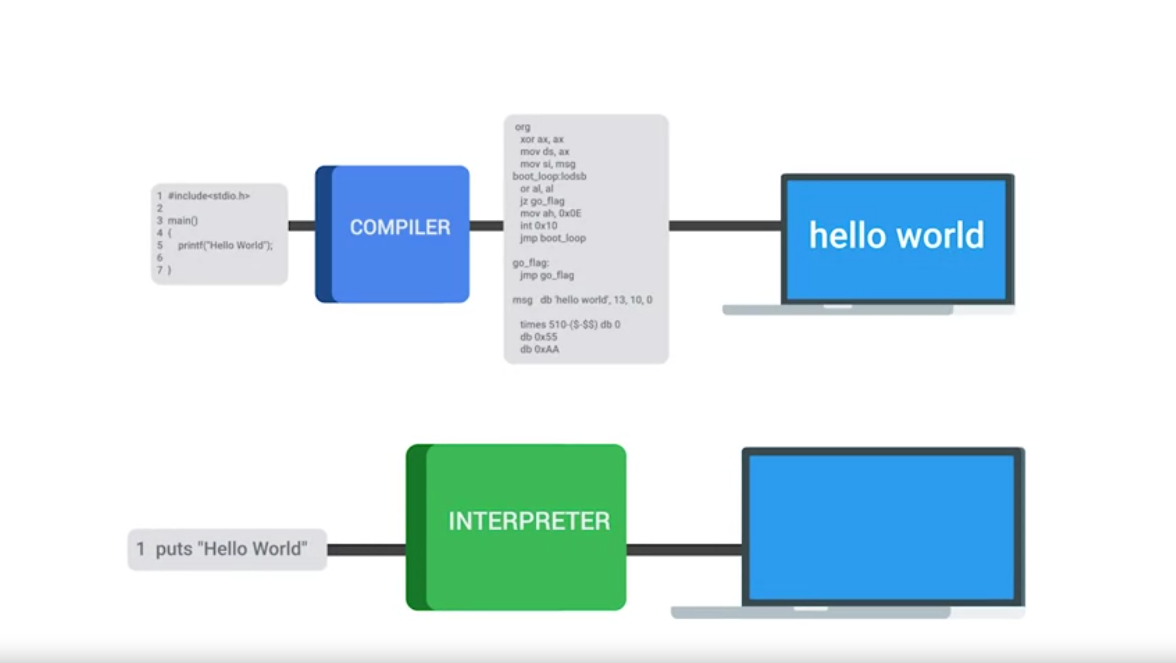 1 #include<stdio.h>
2
3 main()
4 {
5 printf("Hello World");
6
7 }
COMPILER
org
xor ax, ax
mov ds, ax
mov si, msg
boot_loop:lodsb
or al, al
jz go_flag
mov ah, 0x0E
int 0x10
jmp boot_loop
go_flag:
jmp go_flag
msg db 'hello world', 13, 10, 0
times 510-($-$$) db 0
db 0x55
db 0xAA
hello world
1 puts "Hello World"
INTERPRETER